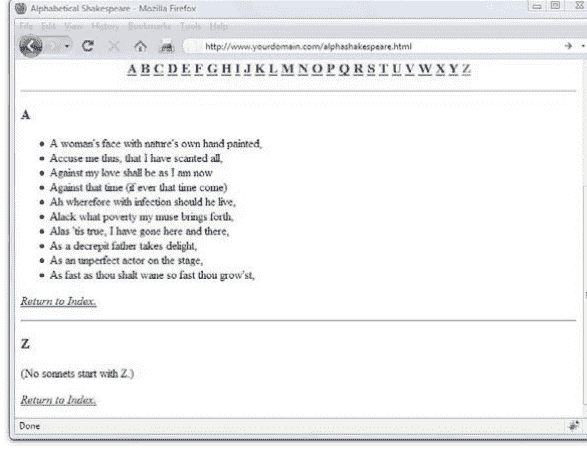 Alphabetical Shakespeare - Mozilla Firefox
File Edit View History Bookmarks Tools Help
http://www.yourdomain.com/alphashakespeare.html
A B C D E F G H I J K L M N O P Q R S T U V W X Y Z
A
• A woman's face with nature's own hand painted,
• Accuse me thus, that I have scanted all,
• Against my love shall be as I am now
• Against that time (if ever that time come)
• Ah wherefore with infection should he live,
• Alack what poverty my muse brings forth,
• Alas 'tis true, I have gone here and there,
• As a decrepit father takes delight,
• As an unperfect actor on the stage,
• As fast as thou shalt wane so fast thou grow'st,
Return to Index.
Z
(No sonnets start with Z.)
Return to Index.
Done